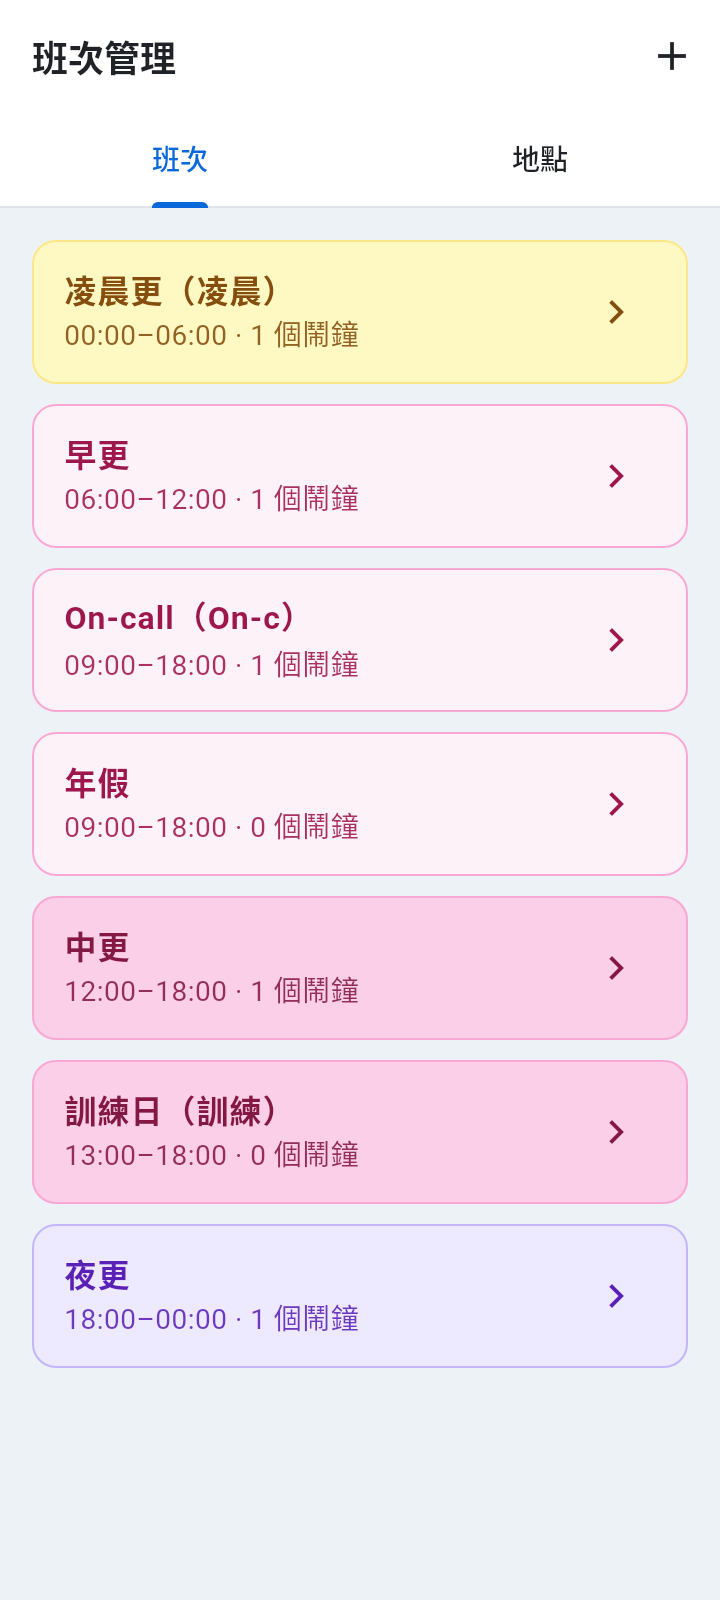 班次管理
班次
地點
凌晨更（凌晨）
00:00–06:00 · 1 個鬧鐘
早更
06:00–12:00 · 1 個鬧鐘
On-call（On-c）
09:00–18:00 · 1 個鬧鐘
年假
09:00–18:00 · 0 個鬧鐘
中更
12:00–18:00 · 1 個鬧鐘
訓練日（訓練）
13:00–18:00 · 0 個鬧鐘
夜更
18:00–00:00 · 1 個鬧鐘